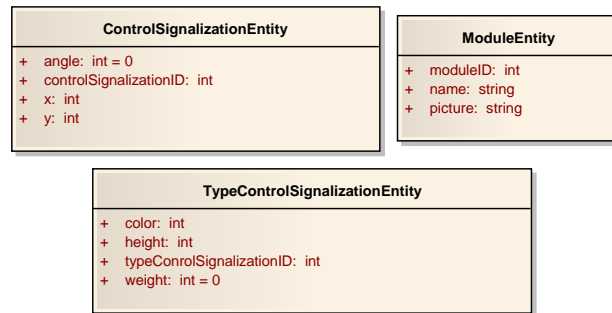 ControlSignalizationEntity
+ angle: int = 0
+ controlSignalizationID: int
+ x: int
+ y: int
ModuleEntity
+ moduleID: int
+ name: string
+ picture: string
TypeControlSignalizationEntity
+ color: int
+ height: int
+ typeConrolSignalizationID: int
+ weight: int = 0